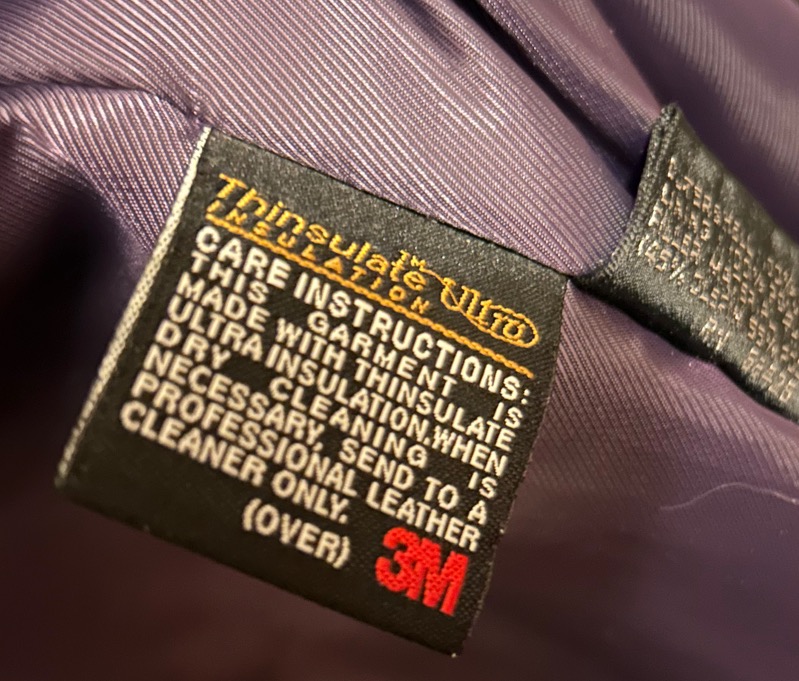 Thinsulate™ Ultra
INSULATION
CARE INSTRUCTIONS:
THIS GARMENT IS
MADE WITH THINSULATE
ULTRA INSULATION.WHEN
DRY CLEANING IS
NECESSARY, SEND TO A
PROFESSIONAL LEATHER
CLEANER ONLY.
(OVER)
3M